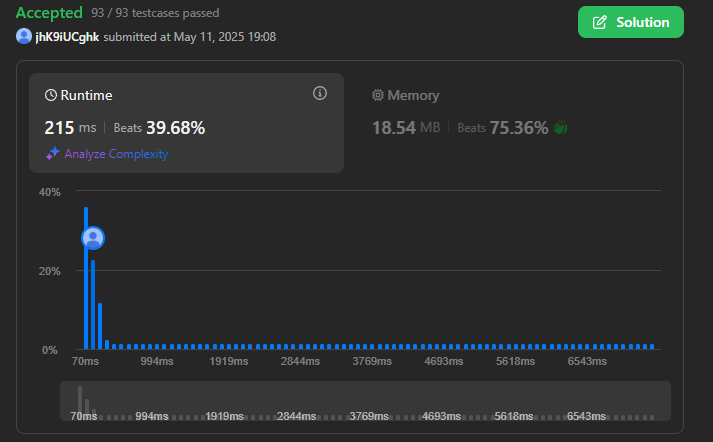 Accepted 93 / 93 testcases passed
jhK9iUCghk submitted at May 11, 2025 19:08
Solution
Runtime
215 ms Beats 39.68%
Analyze Complexity
Memory
18.54 MB Beats 75.36%
40%
20%
0%
70ms 994ms 1919ms 2844ms 3769ms 4693ms 5618ms 6543ms
70ms 994ms 1919ms 2844ms 3769ms 4693ms 5618ms 6543ms